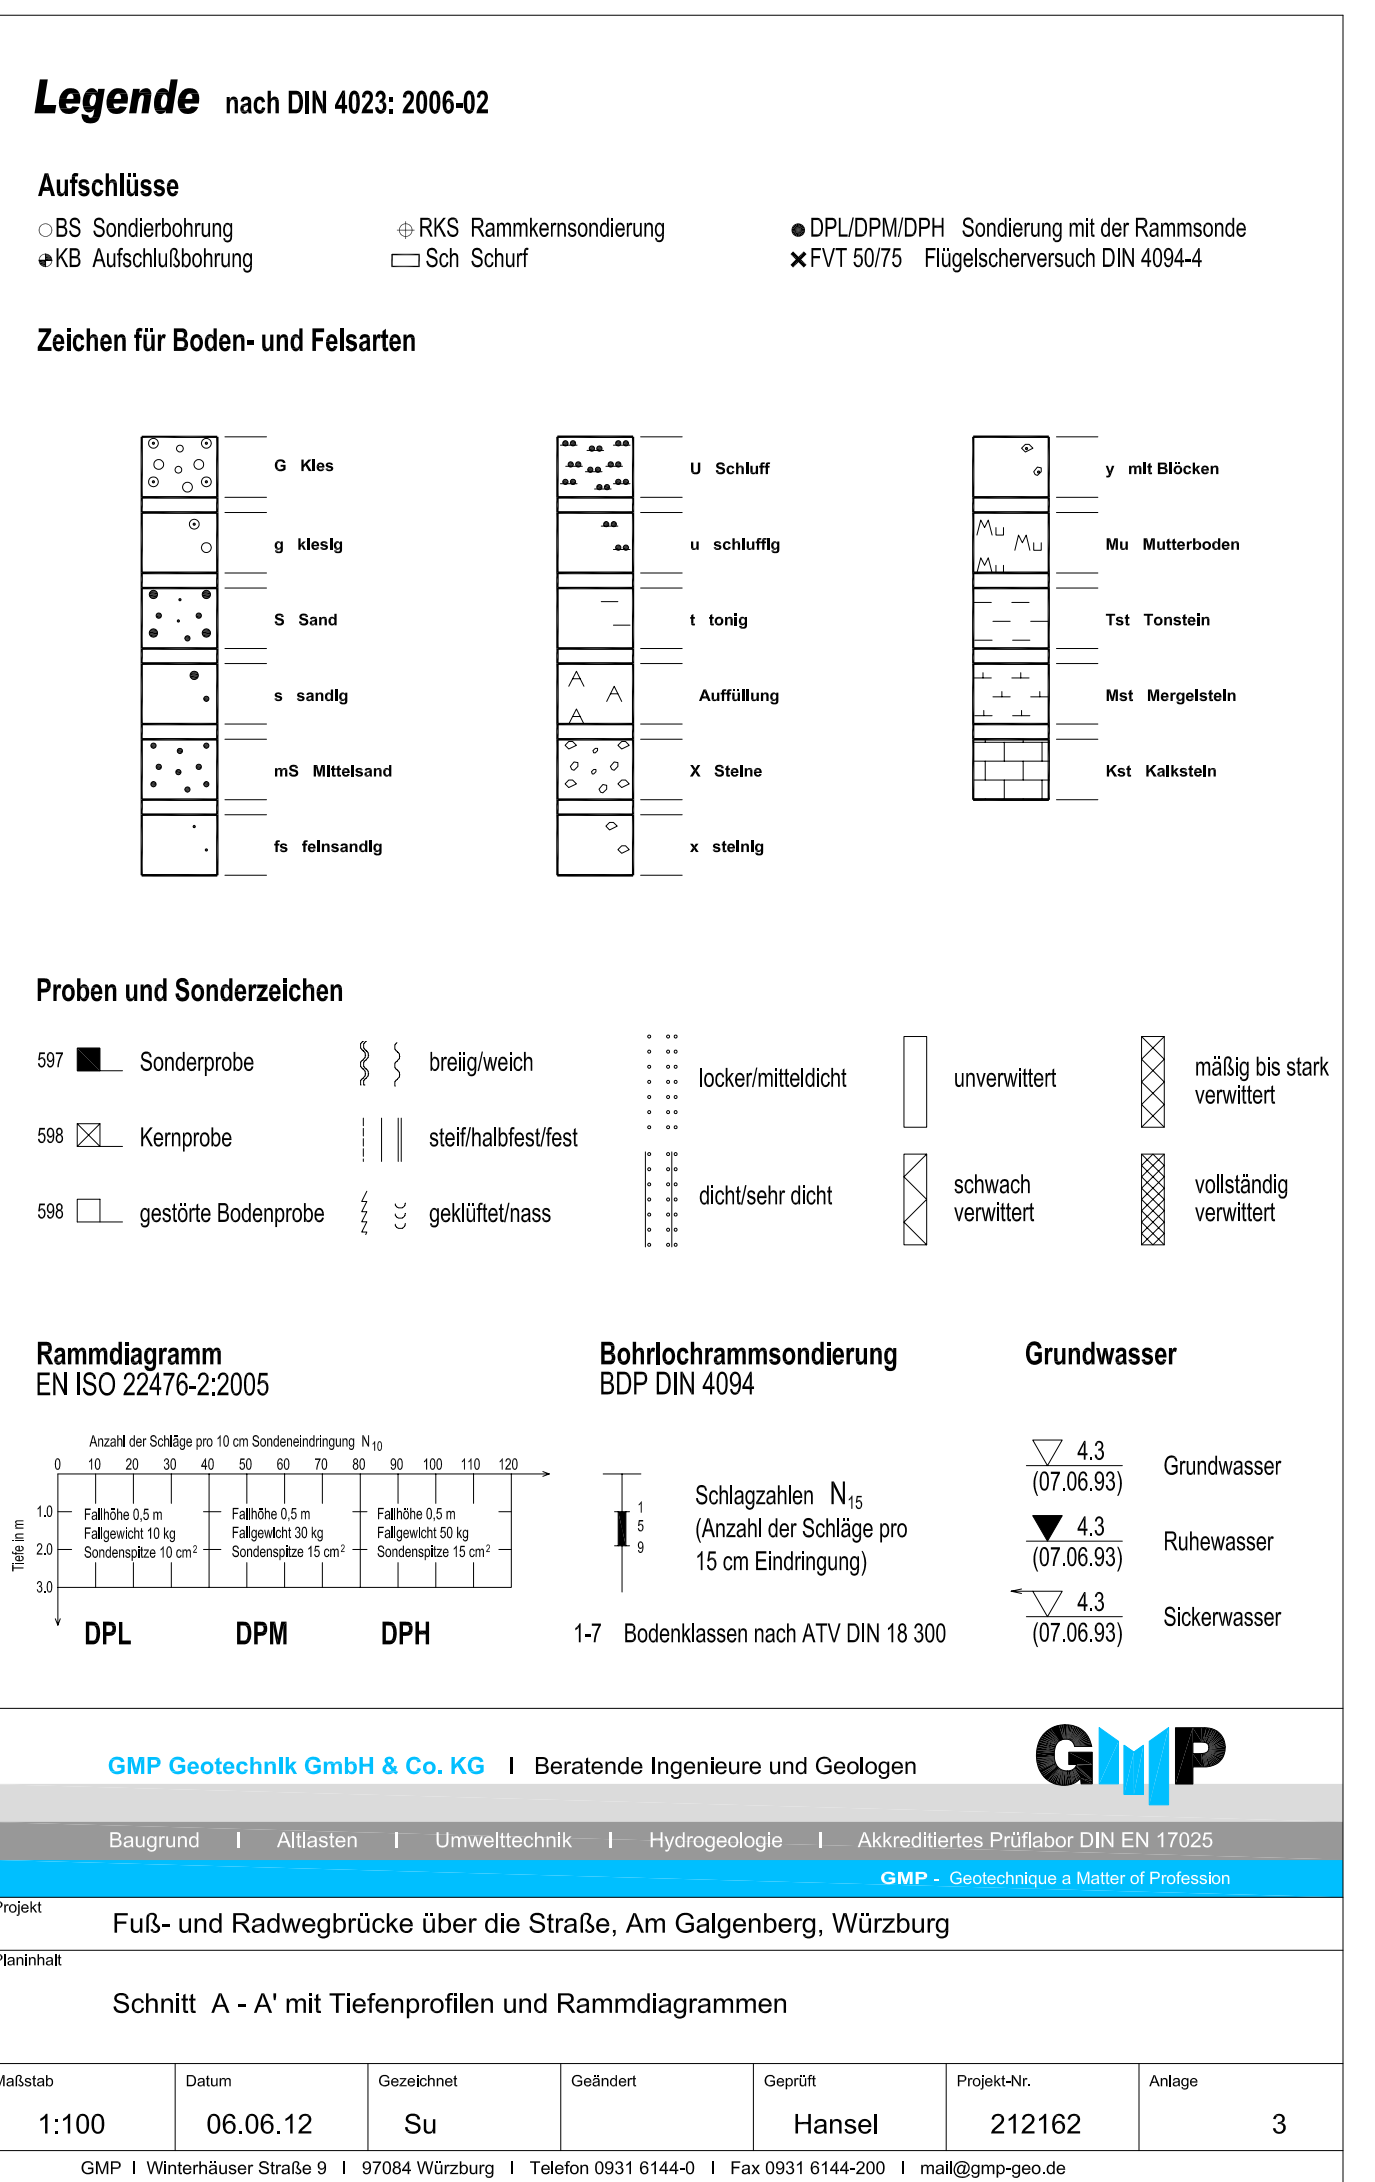 Legende nach DIN 4023: 2006-02
Aufschlüsse
BS Sondierbohrung
RKS Rammkernsondierung
DPL/DPM/DPH Sondierung mit der Rammsonde
KB Aufschlußbohrung
Sch Schurf
FVT 50/75 Flügelscherversuch DIN 4094-4
Zeichen für Boden- und Felsarten
G Kies
g kiesig
S Sand
s sandig
mS Mittelsand
fs feinsandig
U Schluff
u schluffig
t tonig
A A A Auffüllung
X Steine
x steinig
y mit Blöcken
Mu Mu Mu
Mu Mutterboden
Tst Tonstein
Mst Mergelstein
Kst Kalkstein
Proben und Sonderzeichen
597 Sonderprobe
598 Kernprobe
598 gestörte Bodenprobe
breiig/weich
steif/halbfest/fest
geklüftet/nass
locker/mitteldicht
dicht/sehr dicht
unverwittert
schwach
verwittert
mäßig bis stark
verwittert
vollständig
verwittert
Rammdiagramm
EN ISO 22476-2:2005
Anzahl der Schläge pro 10 cm Sondeneindringung N10
0 10 20 30 40 50 60 70 80 90 100 110 120
Tiefe in m
1.0
2.0
3.0
Fallhöhe 0,5 m
Fallgewicht 10 kg
Sondenspitze 10 cm²
Fallhöhe 0,5 m
Fallgewicht 30 kg
Sondenspitze 15 cm²
Fallhöhe 0,5 m
Fallgewicht 50 kg
Sondenspitze 15 cm²
DPL DPM DPH
Bohrlochrammsondierung
BDP DIN 4094
1
5
9
Schlagzahlen N15
(Anzahl der Schläge pro
15 cm Eindringung)
1-7 Bodenklassen nach ATV DIN 18 300
Grundwasser
4.3
(07.06.93)
Grundwasser
4.3
(07.06.93)
Ruhewasser
4.3
(07.06.93)
Sickerwasser
GMP Geotechnik GmbH & Co. KG I Beratende Ingenieure und Geologen
GMP
Baugrund I Altlasten I Umwelttechnik I Hydrogeologie I Akkreditiertes Prüflabor DIN EN 17025
GMP - Geotechnique a Matter of Profession
Projekt
Fuß- und Radwegbrücke über die Straße, Am Galgenberg, Würzburg
Planinhalt
Schnitt A - A' mit Tiefenprofilen und Rammdiagrammen
Maßstab Datum Gezeichnet Geändert Geprüft Projekt-Nr. Anlage
1:100 06.06.12 Su Hansel 212162 3
GMP I Winterhäuser Straße 9 I 97084 Würzburg I Telefon 0931 6144-0 I Fax 0931 6144-200 I mail@gmp-geo.de